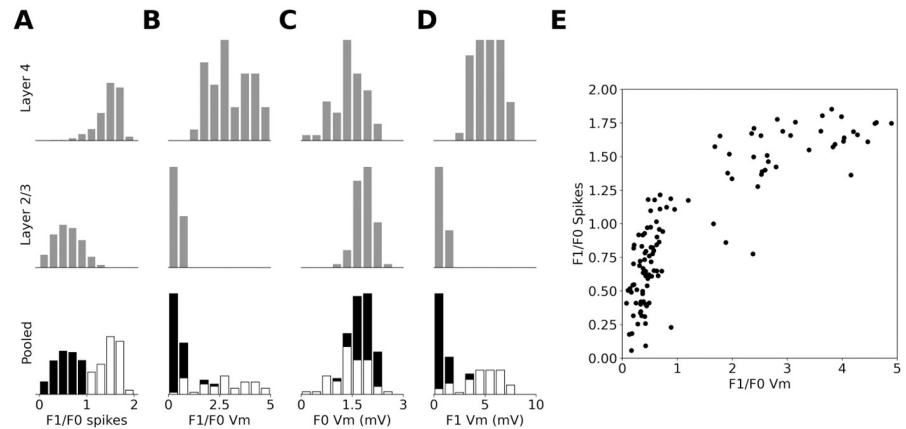 A B C D E
Layer 4
Layer 2/3
Pooled
0 1 2
F1/F0 spikes
0.0 2.5 5.0
F1/F0 Vm
0.0 1.5 3
F0 Vm (mV)
0 5 10
F1 Vm (mV)
F1/F0 Spikes
2.00
1.75
1.50
1.25
1.00
0.75
0.50
0.25
0.00
0 1 2 3 4 5
F1/F0 Vm